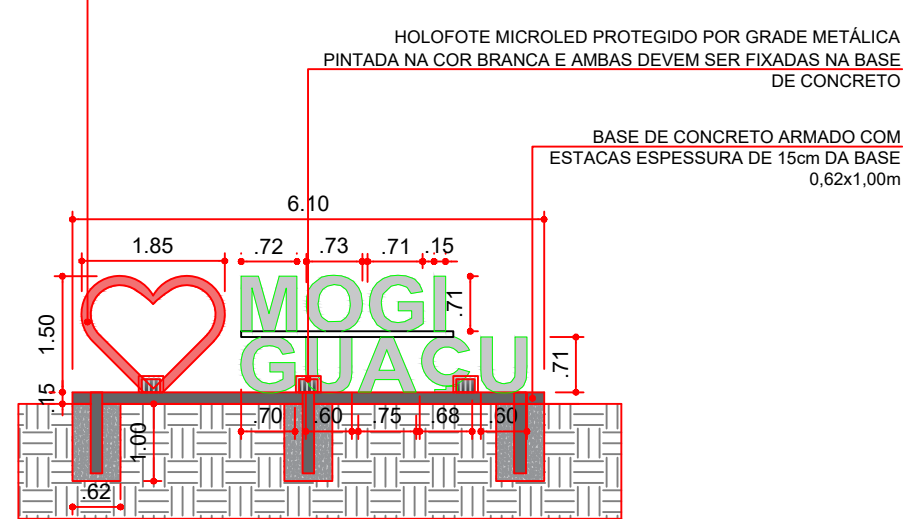 HOLOFOTE MICROLED PROTEGIDO POR GRADE METÁLICA
PINTADA NA COR BRANCA E AMBAS DEVEM SER FIXADAS NA BASE
DE CONCRETO
BASE DE CONCRETO ARMADO COM
ESTACAS ESPESSURA DE 15cm DA BASE
0,62x1,00m
6.10
1.85
.72 .73 .71 .15
1.50
MOGI
.71
GUAÇU
.71
.15
.70 .60 .75 .68 .60
1.00
.62